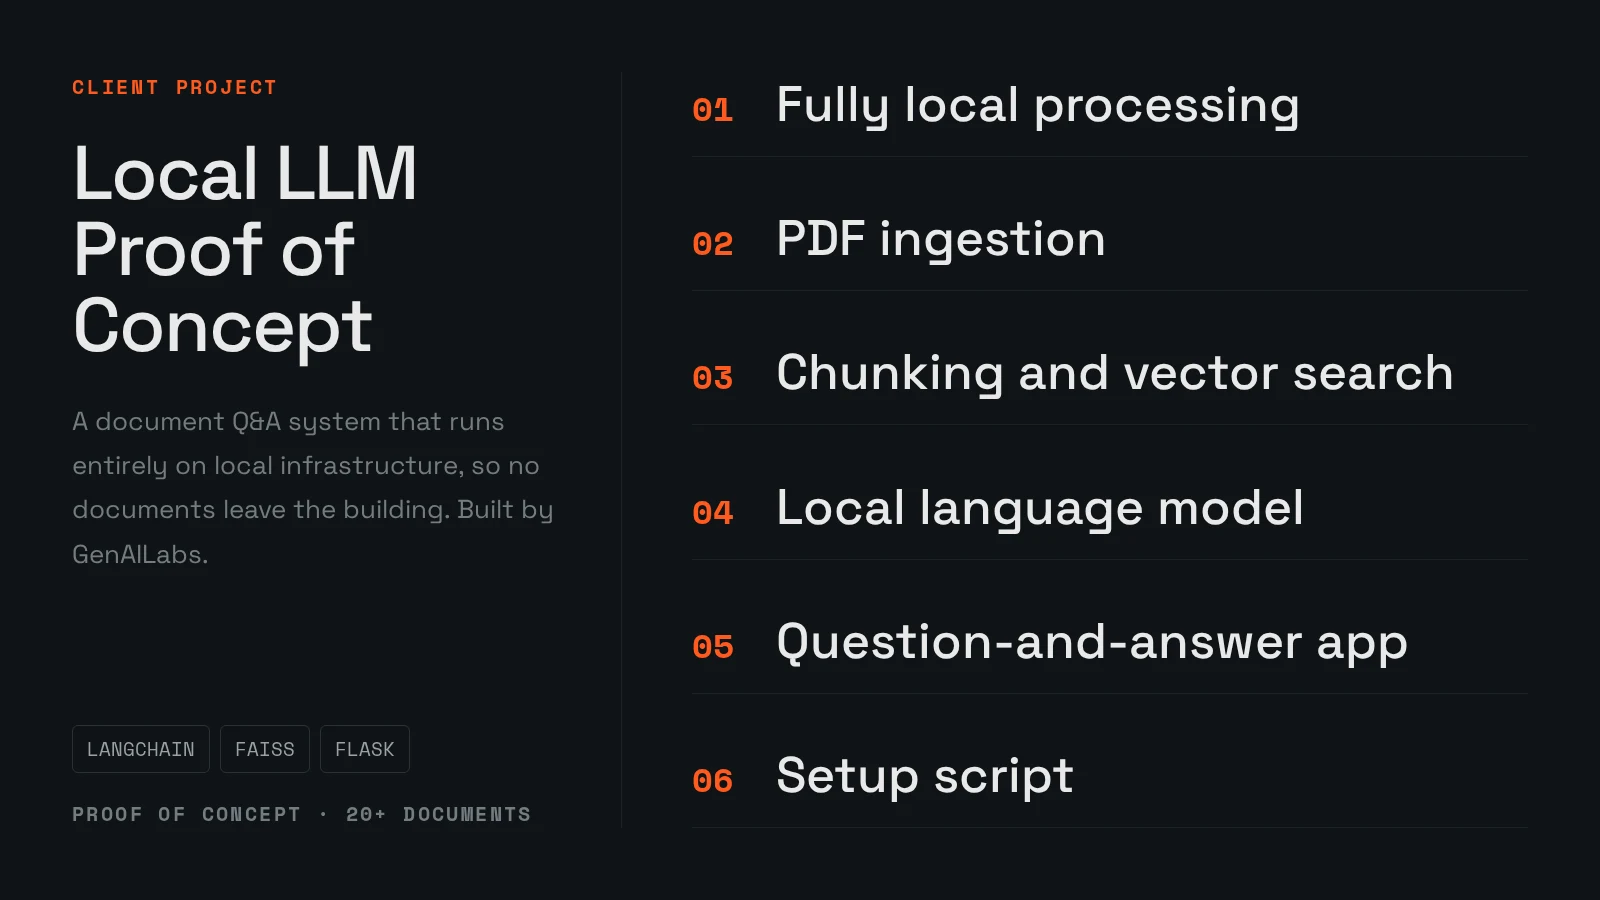 CLIENT PROJECT
Local LLM
Proof of
Concept
A document Q&A system that runs
entirely on local infrastructure, so no
documents leave the building. Built by
GenAILabs.
LANGCHAIN FAISS FLASK
PROOF OF CONCEPT · 20+ DOCUMENTS
01 Fully local processing
02 PDF ingestion
03 Chunking and vector search
04 Local language model
05 Question-and-answer app
06 Setup script